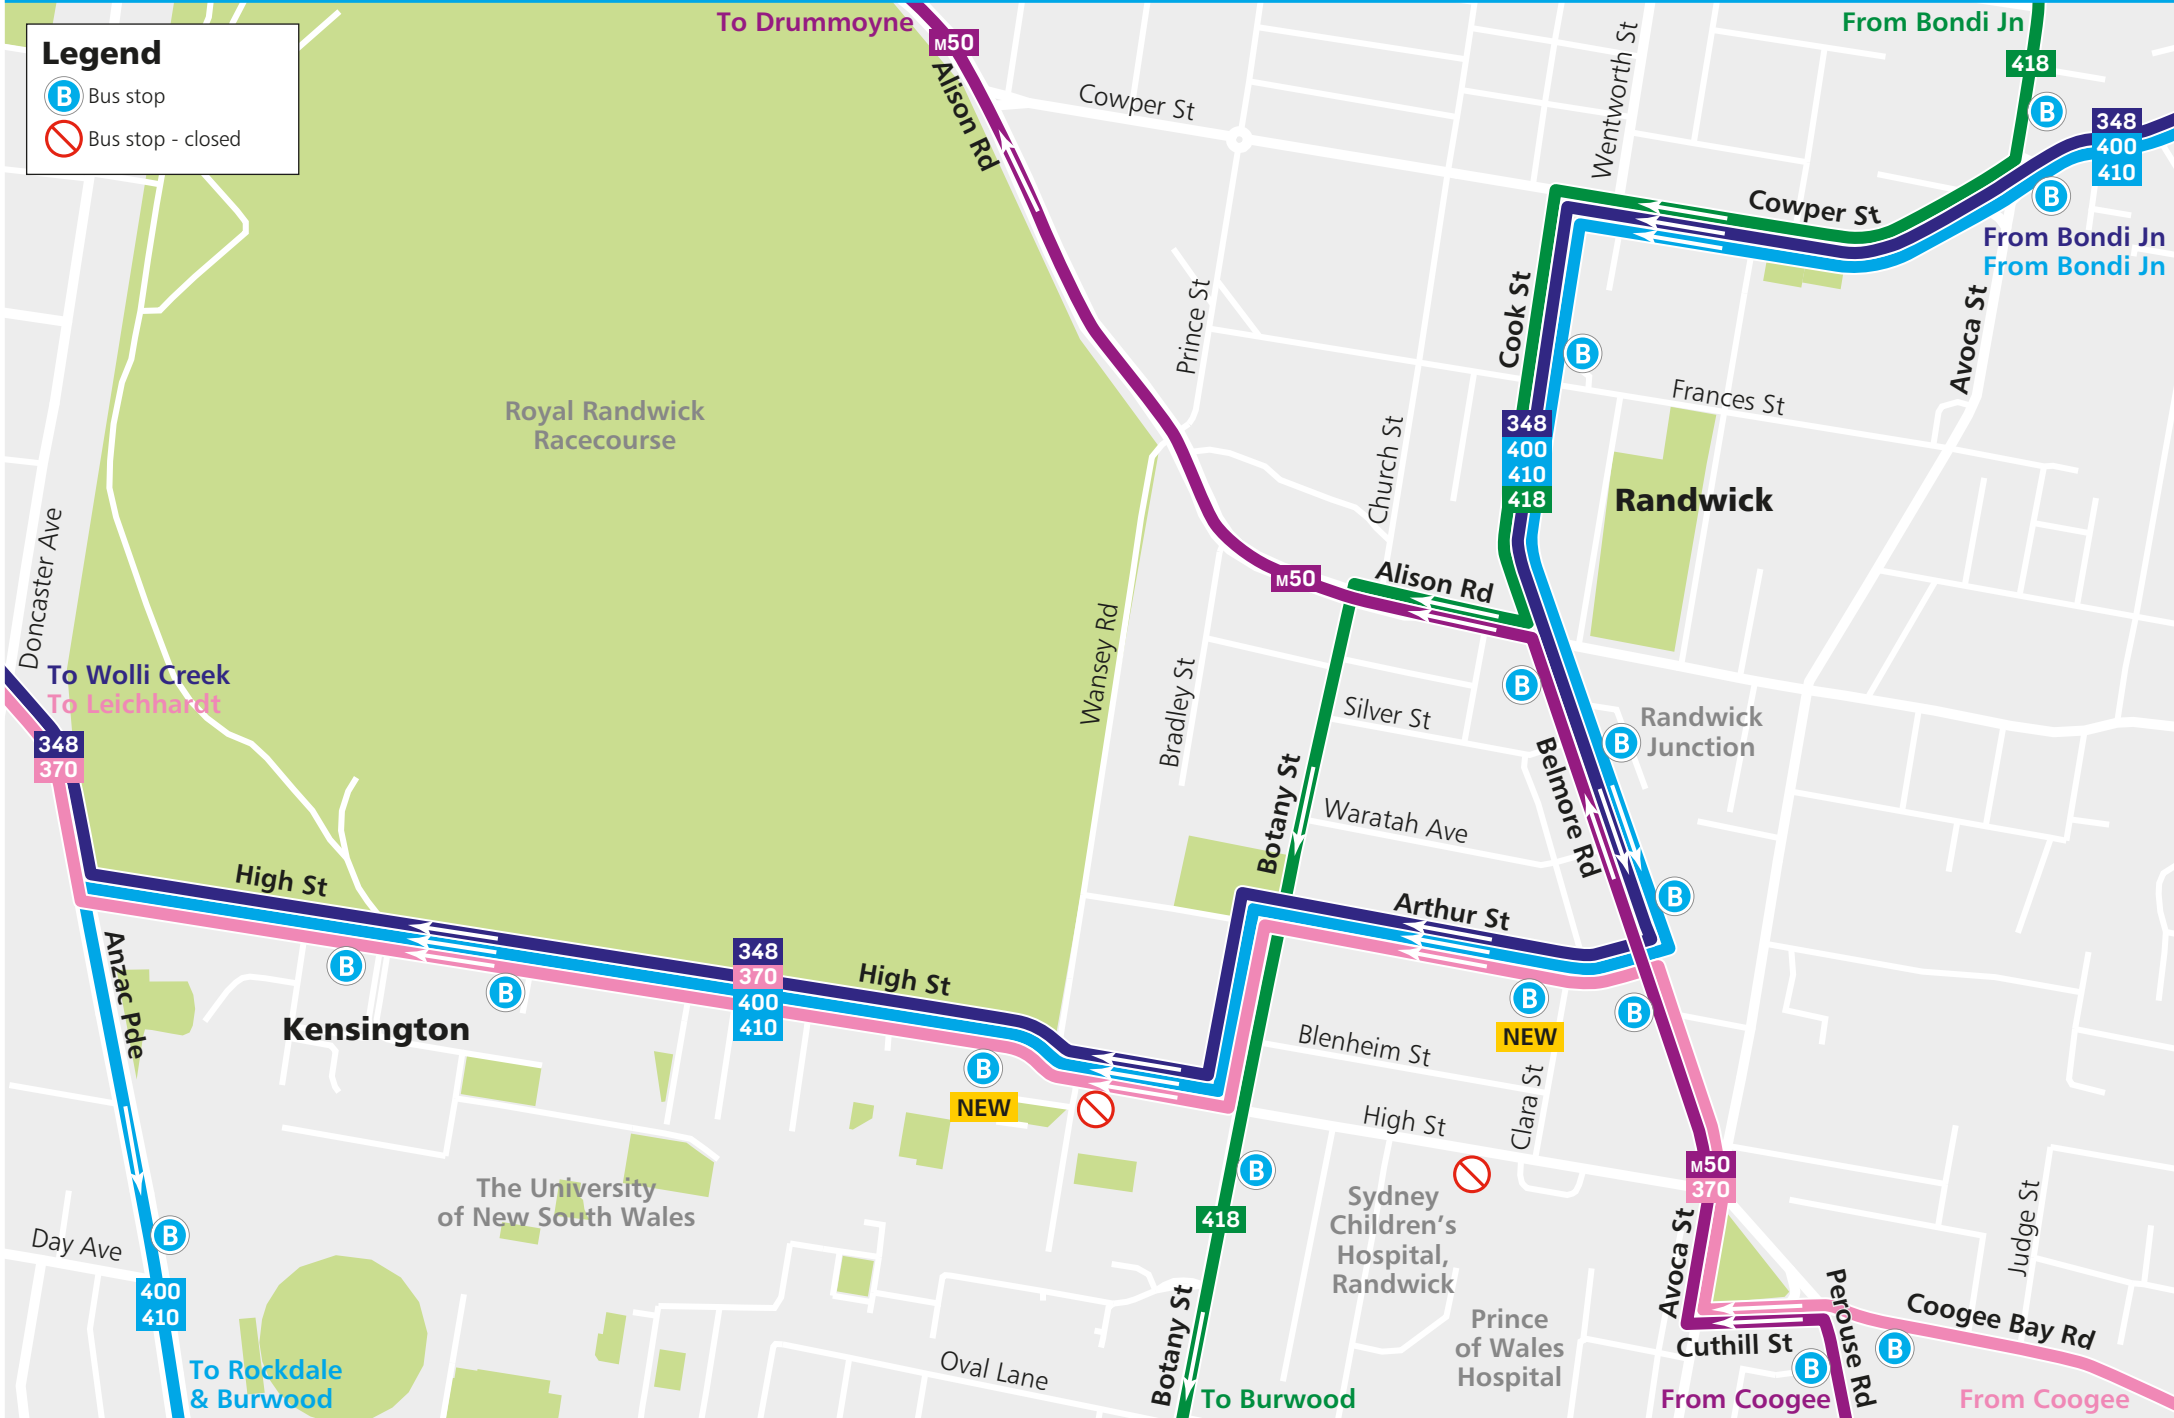 Legend
B Bus stop
Bus stop - closed
To Drummoyne
M50
Alison Rd
Cowper St
Wentworth St
From Bondi Jn
418
B
348
400
410
B
Cowper St
From Bondi Jn
From Bondi Jn
Avoca St
Prince St
Cook St
B
Frances St
348
400
410
418
Randwick
Church St
Royal Randwick
Racecourse
Doncaster Ave
M50
Alison Rd
Wansey Rd
Bradley St
Silver St
B
B
Randwick
Junction
Belmore Rd
To Wolli Creek
To Leichhardt
348
370
Botany St
Waratah Ave
High St
Arthur St
B
348
370
400
410
High St
B
B
Anzac Pde
Kensington
B
NEW
B
Blenheim St
B
NEW
High St
Clara St
M50
370
B
The University
of New South Wales
Sydney
Children's
Hospital,
Randwick
418
Avoca St
Judge St
Day Ave
B
400
410
To Rockdale
& Burwood
Oval Lane
Botany St
To Burwood
Prince
of Wales
Hospital
Cuthill St
B
Perouse Rd
B
Coogee Bay Rd
From Coogee
From Coogee